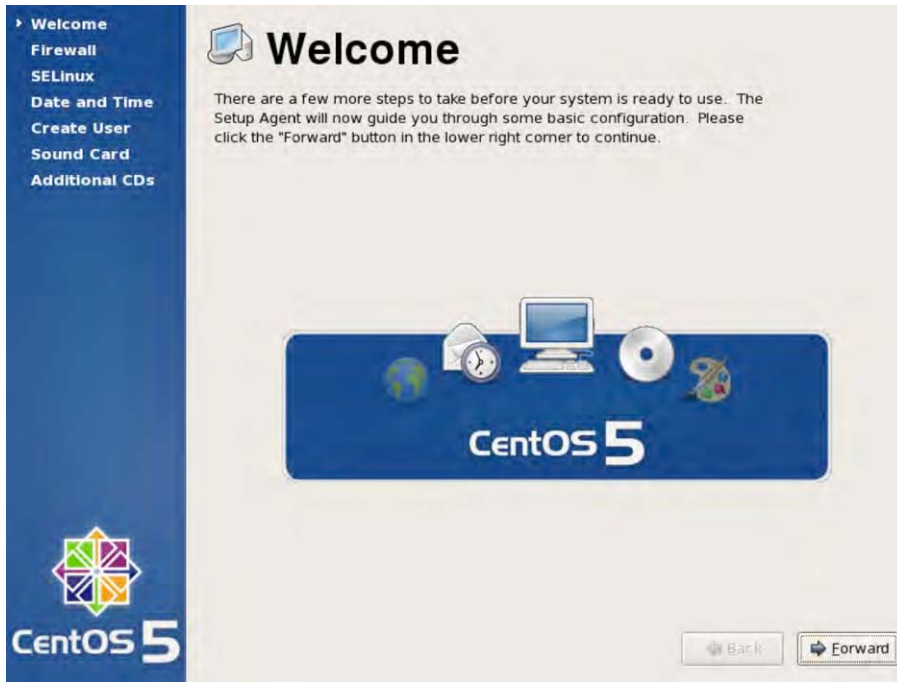 Welcome
Firewall
SELinux
Date and Time
Create User
Sound Card
Additional CDs
Welcome
There are a few more steps to take before your system is ready to use. The
Setup Agent will now guide you through some basic configuration. Please
click the "Forward" button in the lower right corner to continue.
CentOS 5
CentOS 5
Back
Forward